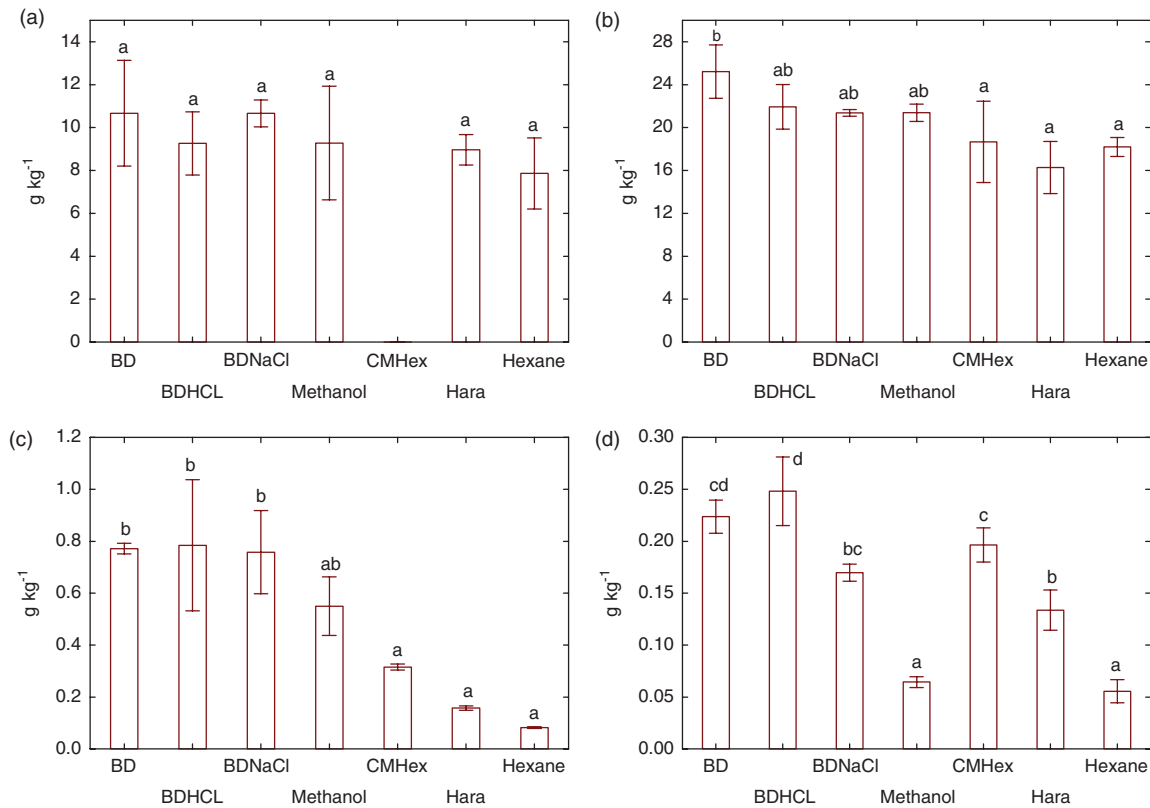 (a)
14
12
10
8
6
4
2
0
g kg-1
a
a
a
a
a
a
BD
BDNaCl
CMHex
Hexane
BDHCL
Methanol
Hara
(b)
28
24
20
16
12
8
4
0
g kg-1
b
ab
ab
ab
a
a
a
BD
BDNaCl
CMHex
Hexane
BDHCL
Methanol
Hara
(c)
1.2
1.0
0.8
0.6
0.4
0.2
0.0
g kg-1
b
b
b
ab
a
a
a
BD
BDNaCl
CMHex
Hexane
BDHCL
Methanol
Hara
(d)
0.30
0.25
0.20
0.15
0.10
0.05
0.00
g kg-1
cd
d
bc
a
c
b
a
BD
BDNaCl
CMHex
Hexane
BDHCL
Methanol
Hara